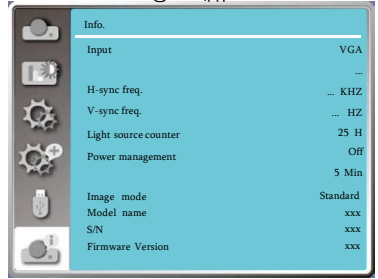 Info.
Input VGA
...
H-sync freq. ... KHZ
V-sync freq. ... HZ
Light source counter 25 H
Power management Off
5 Min
Image mode Standard
Model name xxx
S/N xxx
Firmware Version xxx